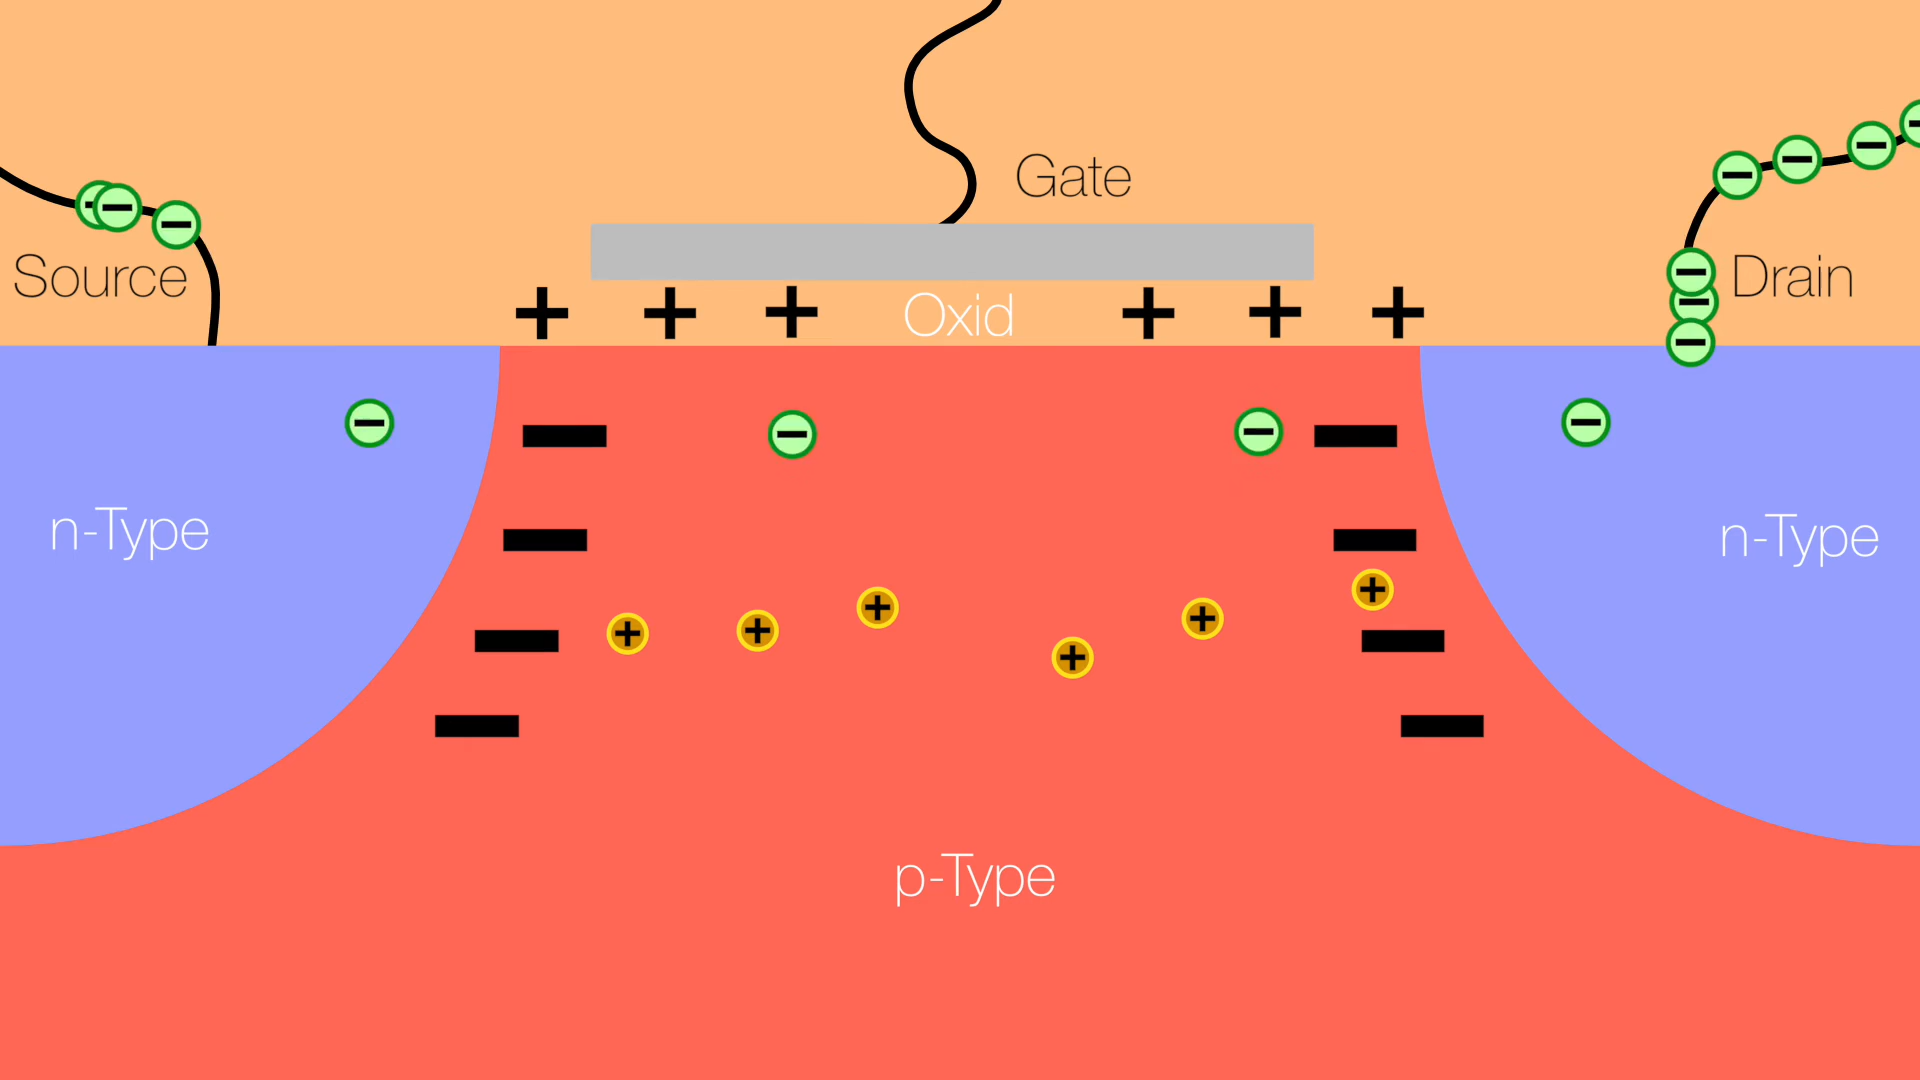 Gate
Source
Drain
Oxid
n-Type
n-Type
p-Type